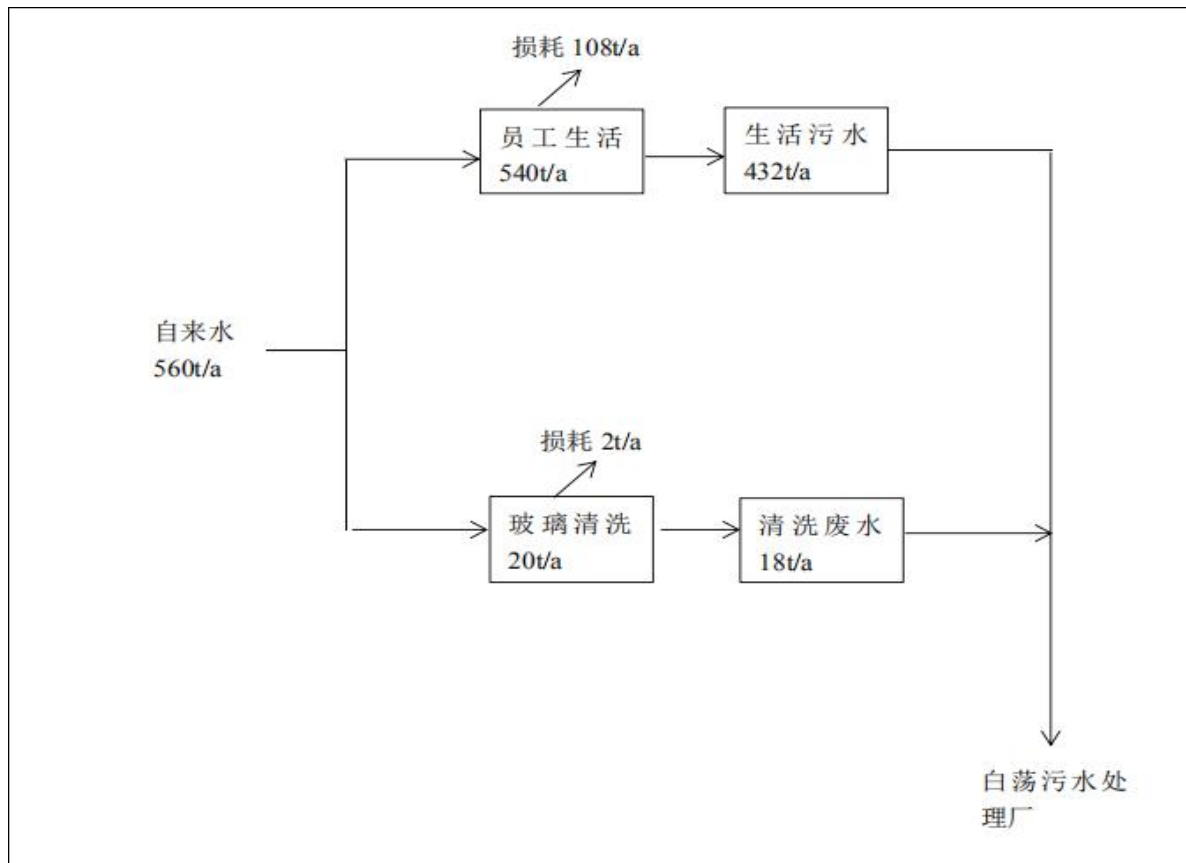 损耗 108t/a
员工生活
540t/a
生活污水
432t/a
自来水
560t/a
损耗 2t/a
玻璃清洗
20t/a
清洗废水
18t/a
白荡污水处
理厂